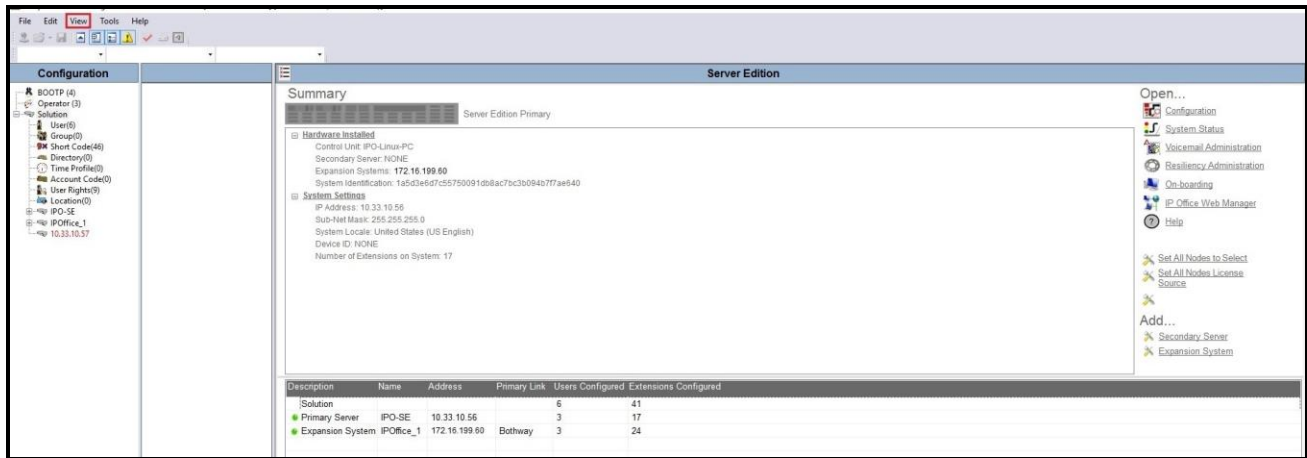 File Edit View Tools Help
Configuration
Server Edition
BOOTP (4)
Operator (3)
Solution
User(6)
Group(0)
Short Code(46)
Directory(0)
Time Profile(0)
Account Code(0)
User Rights(9)
Location(0)
IPO-SE
IPOffice_1
10.33.10.57
Summary
Server Edition Primary
Hardware Installed
Control Unit: IPO-Linux-PC
Secondary Server: NONE
Expansion Systems: 172.16.199.60
System Identification: 1a5d3e6d7c55750091db8ac7bc3b094b7f7ae640
System Settings
IP Address: 10.33.10.56
Sub-Net Mask: 255.255.255.0
System Locale: United States (US English)
Device ID: NONE
Number of Extensions on System: 17
Open...
Configuration
System Status
Voicemail Administration
Resiliency Administration
On-boarding
IP Office Web Manager
Help
Set All Nodes to Select
Set All Nodes License
Source
Add...
Secondary Server
Expansion System
Description Name Address Primary Link Users Configured Extensions Configured
Solution 6 41
Primary Server IPO-SE 10.33.10.56 3 17
Expansion System IPOffice_1 172.16.199.60 Bothway 3 24